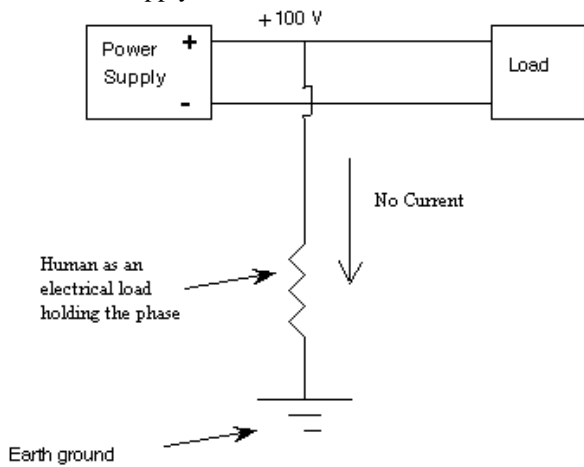 +100 V
Power
Supply
+
-
Load
No Current
Human as an
electrical load
holding the phase
Earth ground